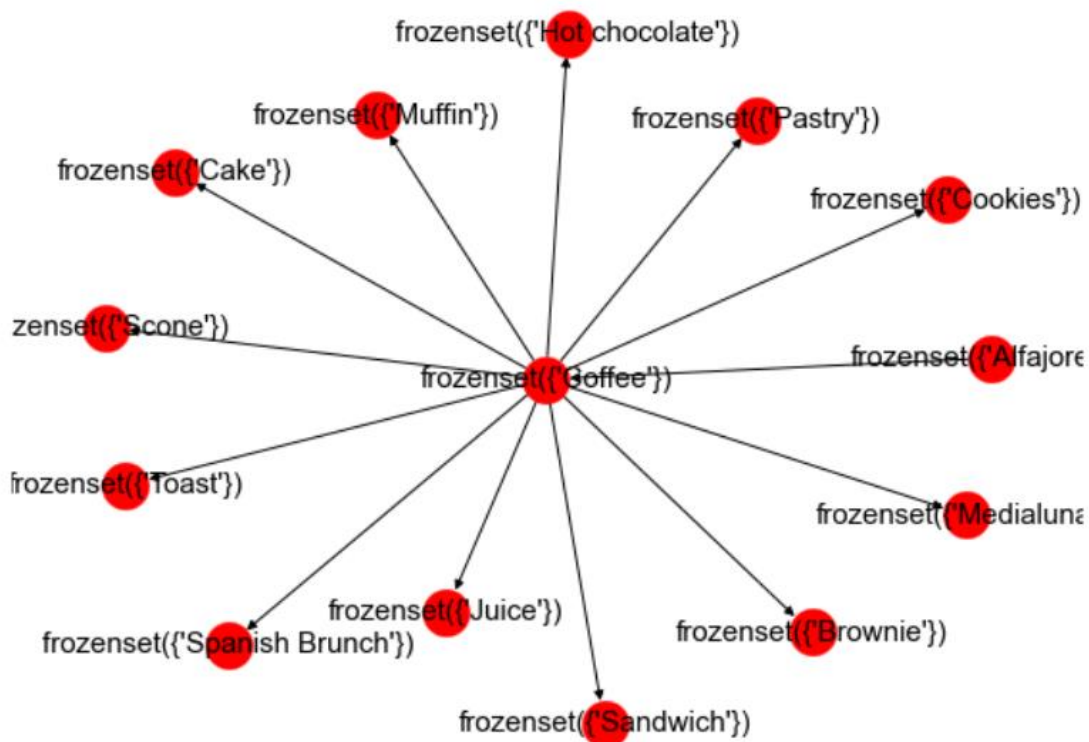 frozenset({'Hot chocolate'})
frozenset({'Muffin'})
frozenset({'Pastry'})
frozenset({'Cake'})
frozenset({'Cookies'})
zenset({'Scone'})
frozenset({'Alfajore
frozenset({'Coffee'})
frozenset({'Toast'})
frozenset({'Medialuna
frozenset({'Juice'})
frozenset({'Brownie'})
frozenset({'Spanish Brunch'})
frozenset({'Sandwich'})